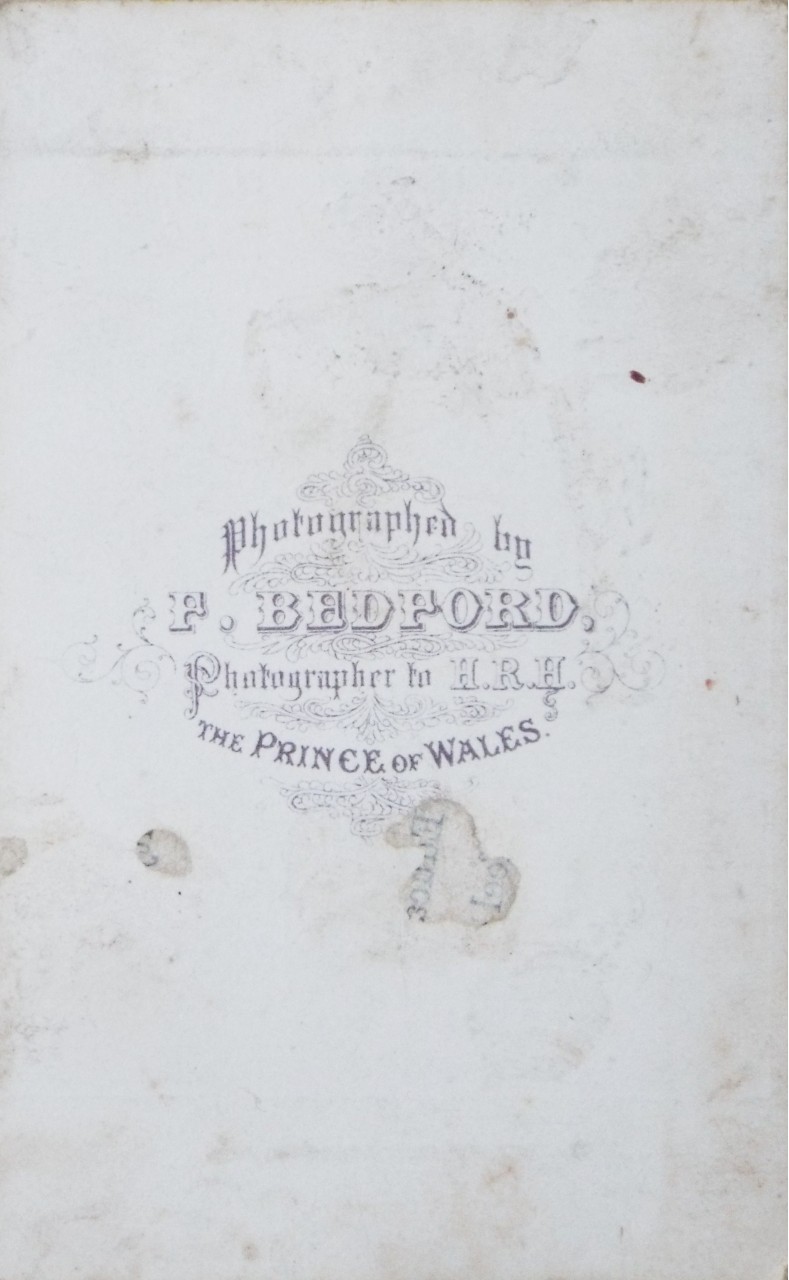 Photographed by
F. BEDFORD.
Photographer to H.R.H.
THE PRINCE OF WALES.